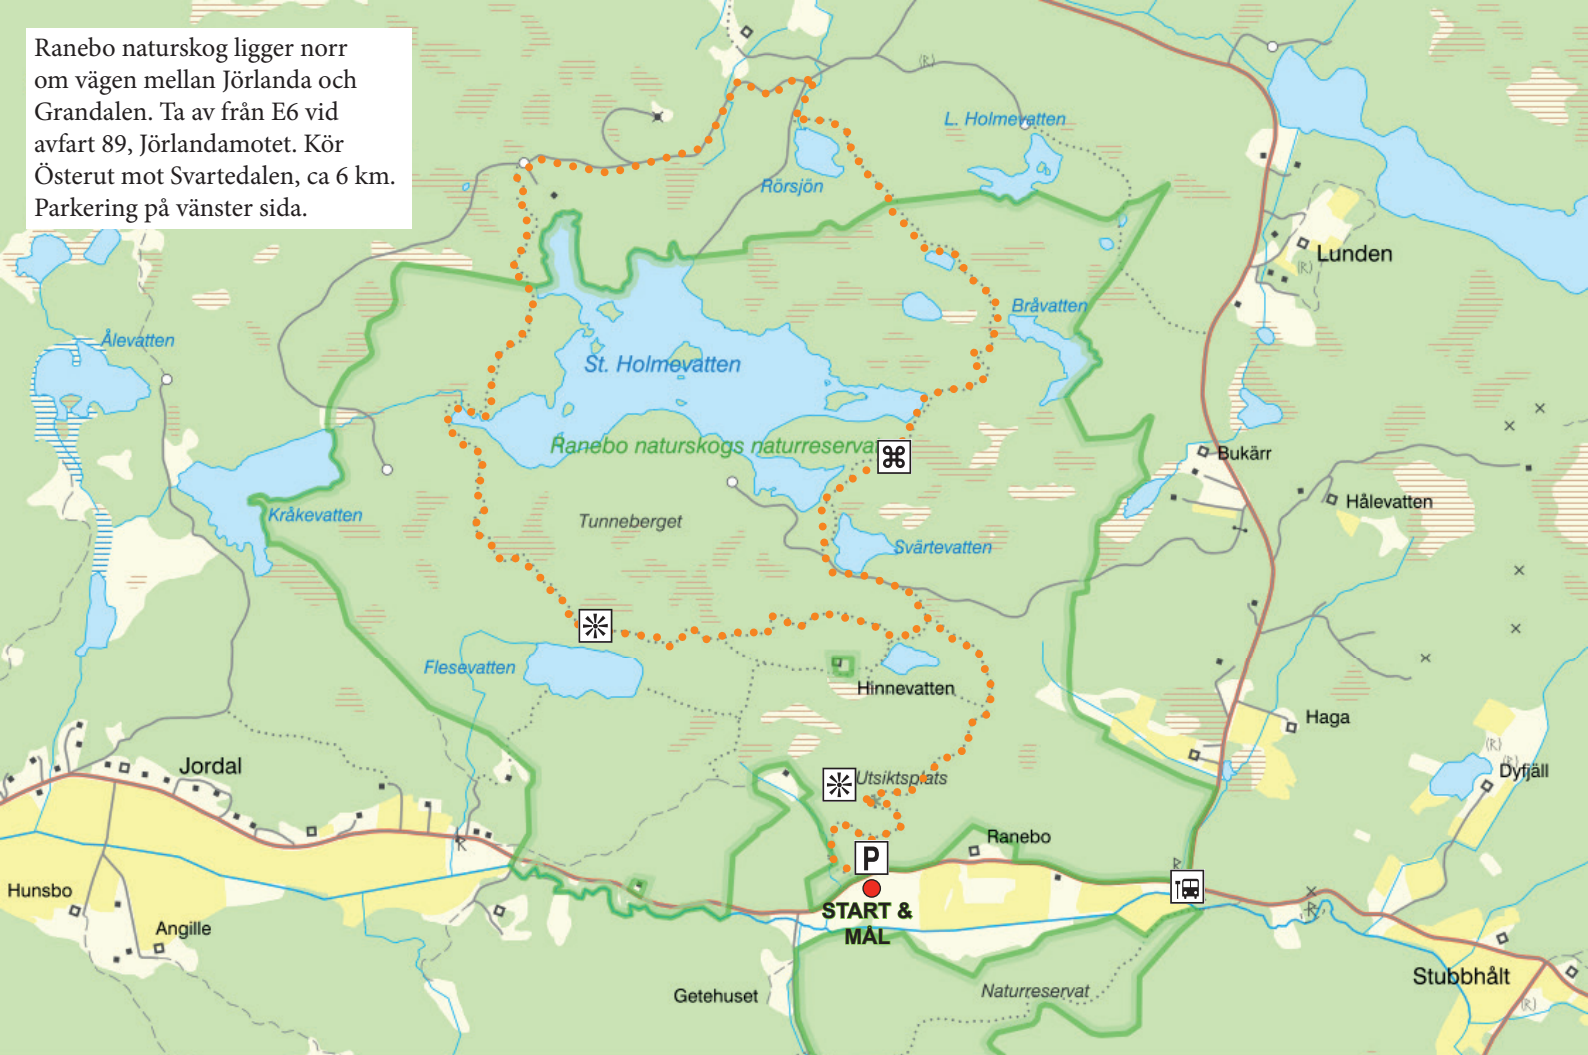 Ranebo naturskog ligger norr
om vägen mellan Jörlanda och
Grandalen. Ta av från E6 vid
avfart 89, Jörlandamotet. Kör
Österut mot Svartedalen, ca 6 km.
Parkering på vänster sida.
(R)
L. Holmevatten
Rörsjön
Lunden
(R)
Bråvatten
Ålevatten
St. Holmevatten
Ranebo naturskogs naturreservat
Bukärr
Hålevatten
Kråkevatten
Tunneberget
Svärtevatten
Flesevatten
Hinnevatten
Haga
(R)
(R)
Jordal
Utsiktsplats
Dyfjäll
Ranebo
R
P
R
Hunsbo
START &
MÅL
R
Angille
Stubbhålt
Getehuset
Naturreservat
(R)